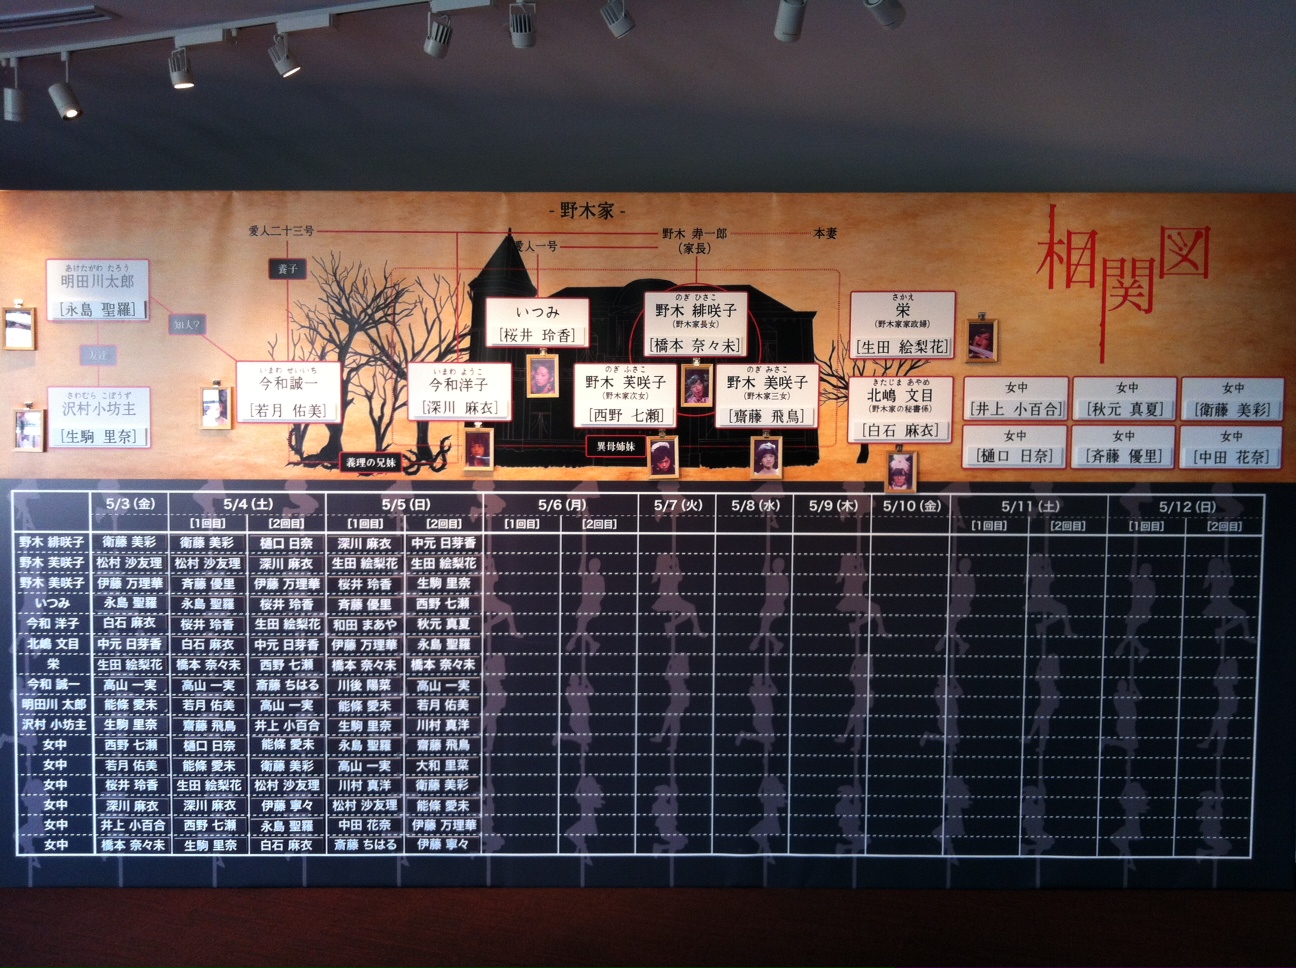 - 野木家 -
相関図
愛人二十三号
愛人一号
野木 寿一郎
(家長)
本妻
養子
あけたがわ たろう
明田川太郎
[永島 聖羅]
知人?
友達
さわむら こぼうず
沢村小坊主
[生駒 里奈]
いまわ せいいち
今和誠一
[若月 佑美]
いまわ ようこ
今和洋子
[深川 麻衣]
義理の兄妹
いつみ
[桜井 玲香]
のぎ ひさこ
野木 緋咲子
(野木家長女)
[橋本 奈々未]
のぎ ふさこ
野木 芙咲子
(野木家次女)
[西野 七瀬]
のぎ みさこ
野木 美咲子
(野木家三女)
[齋藤 飛鳥]
異母姉妹
さかえ
栄
(野木家家政婦)
[生田 絵梨花]
きたじま あやめ
北嶋 文目
(野木家の秘書係)
[白石 麻衣]
女中
[井上 小百合]
女中
[秋元 真夏]
女中
[衛藤 美彩]
女中
[樋口 日奈]
女中
[斉藤 優里]
女中
[中田 花奈]
5/3(金) 5/4(土) 5/5(日) 5/6(月) 5/7(火) 5/8(水) 5/9(木) 5/10(金) 5/11(土) 5/12(日)
[1回目] [2回目] [1回目] [2回目] [1回目] [2回目] [1回目] [2回目] [1回目] [2回目]
野木 緋咲子 衛藤 美彩 衛藤 美彩 樋口 日奈 深川 麻衣 中元 日芽香
野木 芙咲子 松村 沙友理 松村 沙友理 深川 麻衣 生田 絵梨花 生田 絵梨花
野木 美咲子 伊藤 万理華 斉藤 優里 伊藤 万理華 桜井 玲香 生駒 里奈
いつみ 永島 聖羅 永島 聖羅 桜井 玲香 斉藤 優里 西野 七瀬
今和 洋子 白石 麻衣 桜井 玲香 生田 絵梨花 和田 まあや 秋元 真夏
北嶋 文目 中元 日芽香 白石 麻衣 中元 日芽香 伊藤 万理華 永島 聖羅
栄 生田 絵梨花 橋本 奈々未 西野 七瀬 橋本 奈々未 橋本 奈々未
今和 誠一 高山 一実 高山 一実 斎藤 ちはる 川後 陽菜 高山 一実
明田川 太郎 能條 愛未 若月 佑美 高山 一実 能條 愛未 若月 佑美
沢村 小坊主 生駒 里奈 齋藤 飛鳥 井上 小百合 生駒 里奈 川村 真洋
女中 西野 七瀬 樋口 日奈 能條 愛未 永島 聖羅 齋藤 飛鳥
女中 若月 佑美 能條 愛未 衛藤 美彩 高山 一実 大和 里菜
女中 桜井 玲香 生田 絵梨花 松村 沙友理 川村 真洋 衛藤 美彩
女中 深川 麻衣 深川 麻衣 伊藤 寧々 松村 沙友理 能條 愛未
女中 井上 小百合 西野 七瀬 永島 聖羅 中田 花奈 伊藤 万理華
女中 橋本 奈々未 生駒 里奈 白石 麻衣 斎藤 ちはる 伊藤 寧々